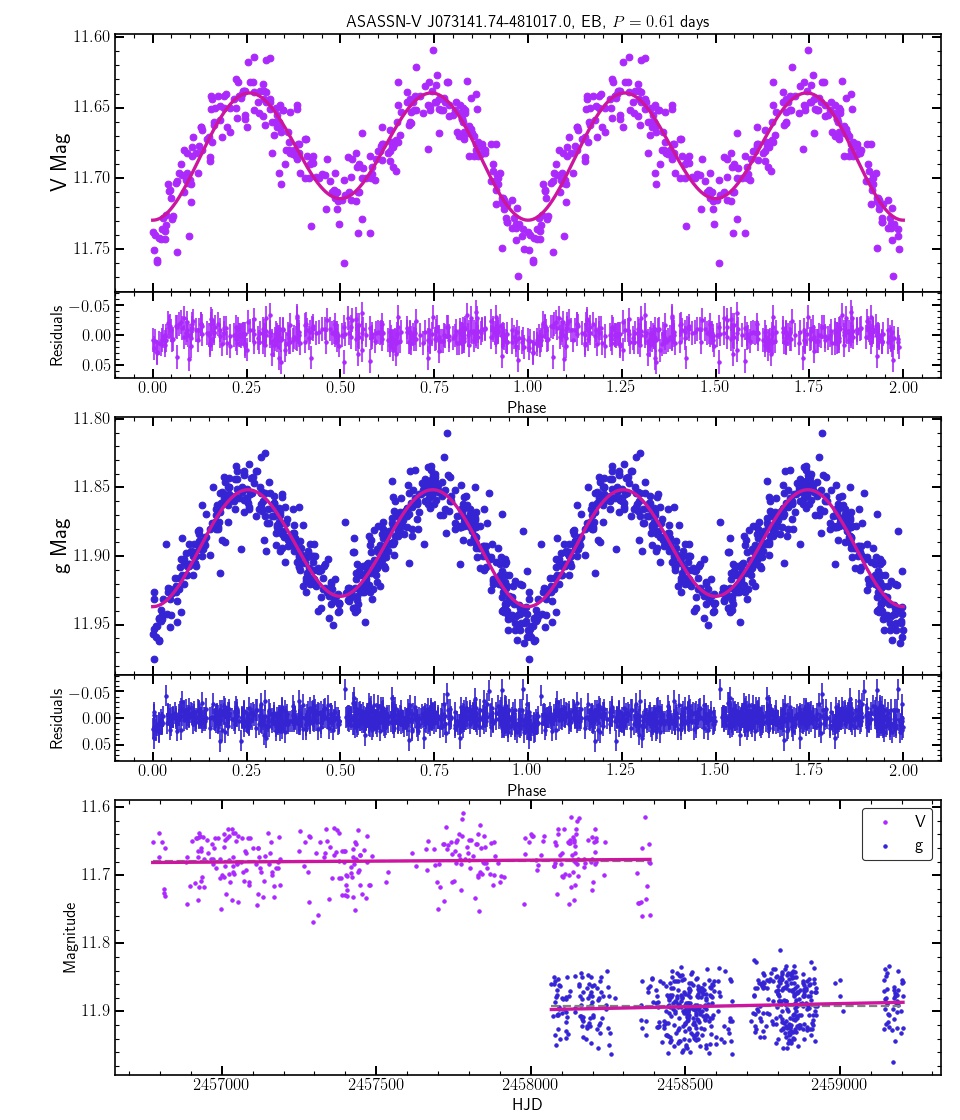 ASASSN-V J073141.74-481017.0, EB, P = 0.61 days
11.60
11.65
11.70
11.75
V Mag
−0.05
0.00
0.05
Residuals
0.00 0.25 0.50 0.75 1.00 1.25 1.50 1.75 2.00
Phase
11.80
11.85
11.90
11.95
g Mag
−0.05
0.00
0.05
Residuals
0.00 0.25 0.50 0.75 1.00 1.25 1.50 1.75 2.00
Phase
11.6
11.7
11.8
11.9
Magnitude
V
g
2457000 2457500 2458000 2458500 2459000
HJD